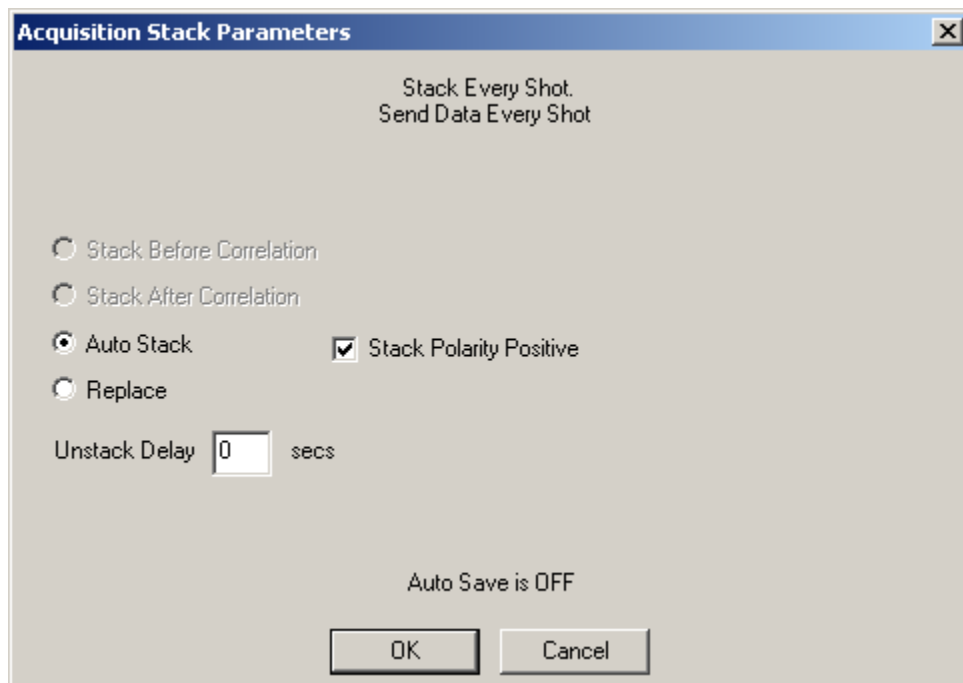 Acquisition Stack Parameters
Stack Every Shot.
Send Data Every Shot
Stack Before Correlation
Stack After Correlation
Auto Stack
Stack Polarity Positive
Replace
Unstack Delay 0 secs
Auto Save is OFF
OK Cancel